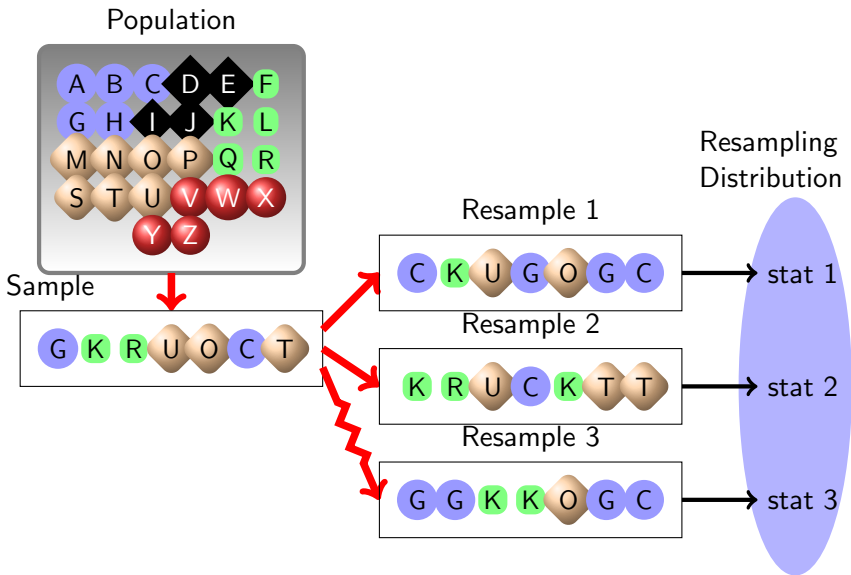 Population
A B C D E F
G H I J K L
M N O P Q R
S T U V W X
Y Z
Sample
G K R U O C T
Resample 1
C K U G O G C
Resample 2
K R U C K T T
Resample 3
G G K K O G C
Resampling
Distribution
stat 1
stat 2
stat 3